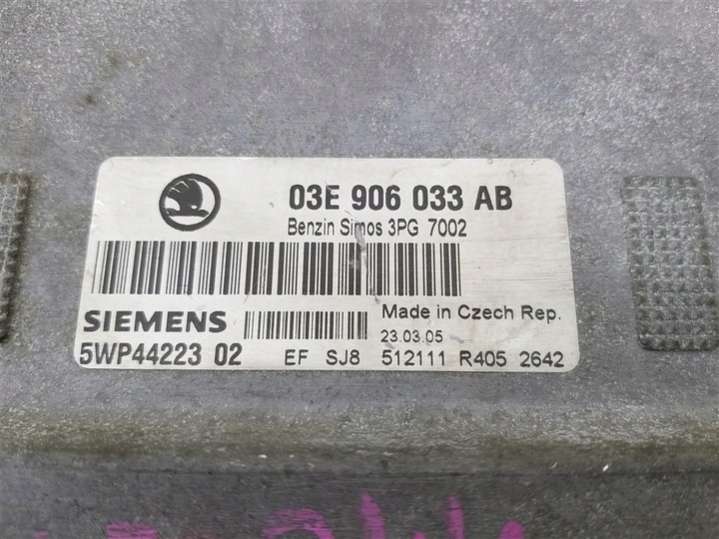 03E 906 033 AB
Benzin Simos 3PG 7002
SIEMENS
Made in Czech Rep.
23.03.05
5WP44223 02 EF SJ8 512111 R405 2642